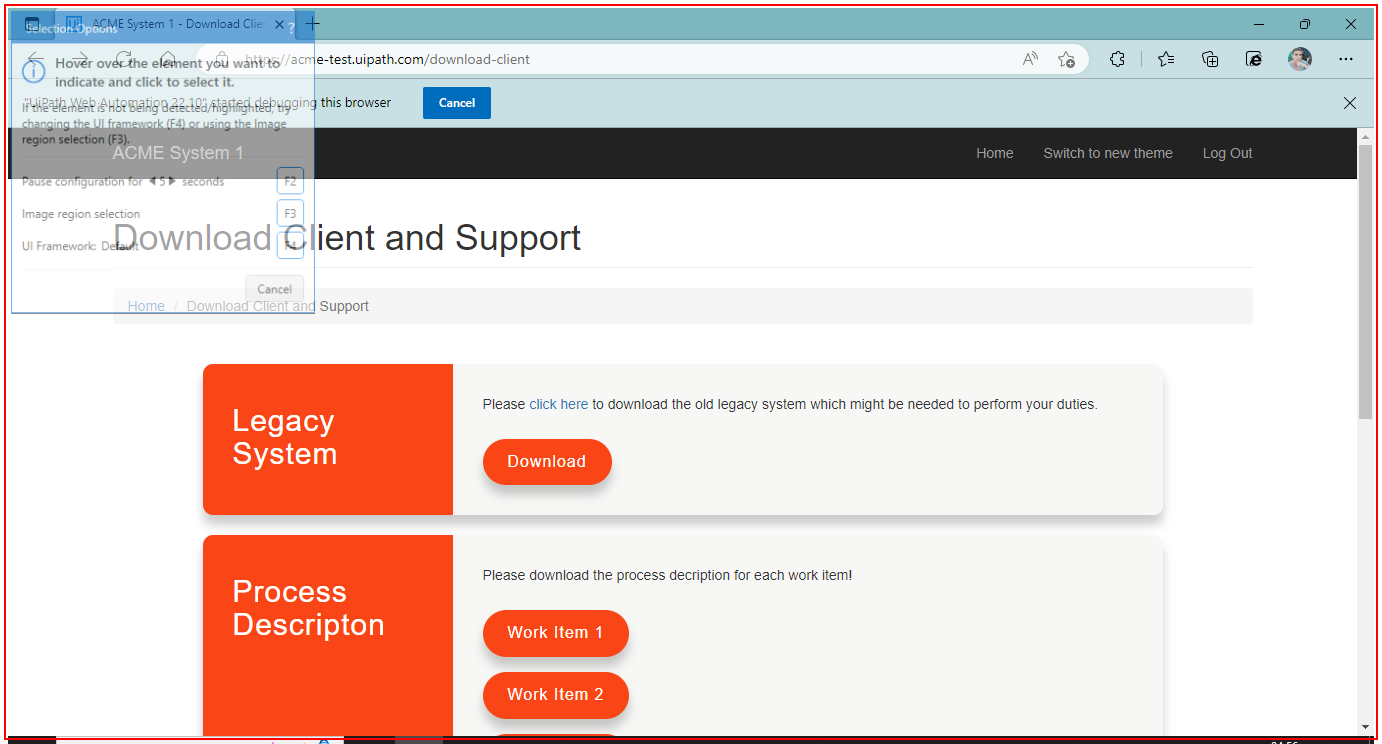 ACME System 1 - Download Clie
Selection Options
?
https://acme-test.uipath.com/download-client
Hover over the element you want to
indicate and click to select it.
"UiPath Web Automation 22.10" started debugging this browser
Cancel
If the element is not being detected/highlighted, try
changing the UI framework (F4) or using the Image
region selection (F3).
ACME System 1
Home
Switch to new theme
Log Out
Pause configuration for 5 seconds
F2
Image region selection
F3
Download Client and Support
UI Framework: Default
F4
Cancel
Home / Download Client and Support
Legacy
System
Please click here to download the old legacy system which might be needed to perform your duties.
Download
Process
Descripton
Please download the process decription for each work item!
Work Item 1
Work Item 2